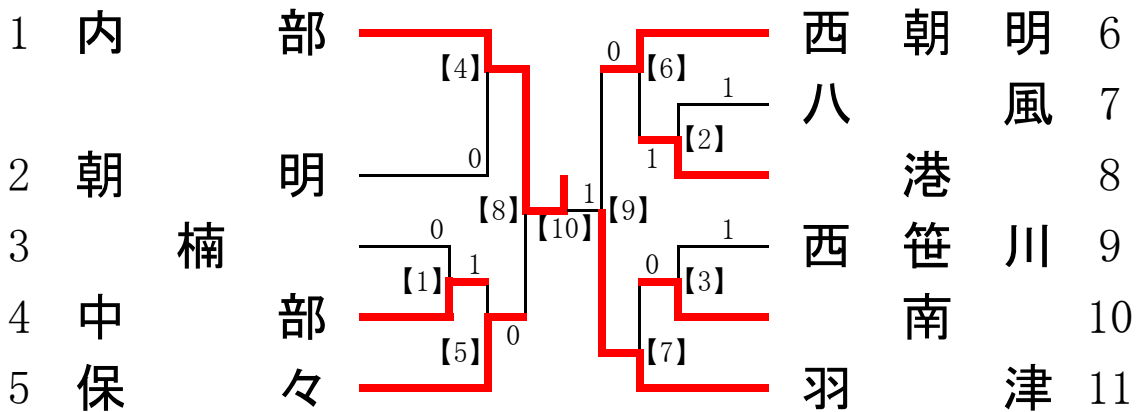 1 内部 西朝明 6
0
【4】 【6】
1 八風 7
【2】
2 朝明 0 1 港 8
1
【8】 【9】
【10】
3 楠 0 1 西笹川 9
1 0
【1】 【3】
4 中部 南 10
0
【5】 【7】
5 保々 羽津 11